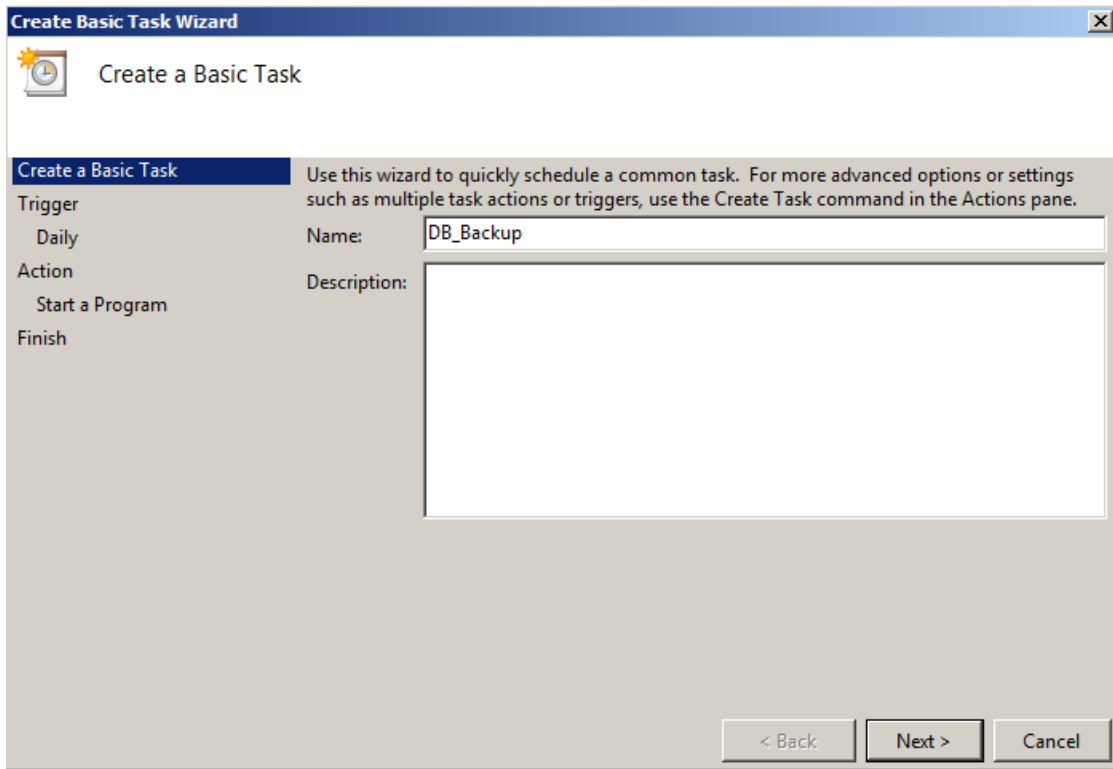 Create Basic Task Wizard
Create a Basic Task
Create a Basic Task
Trigger
Daily
Action
Start a Program
Finish
Use this wizard to quickly schedule a common task.  For more advanced options or settings
such as multiple task actions or triggers, use the Create Task command in the Actions pane.
Name:
DB_Backup
Description:
< Back
Next >
Cancel